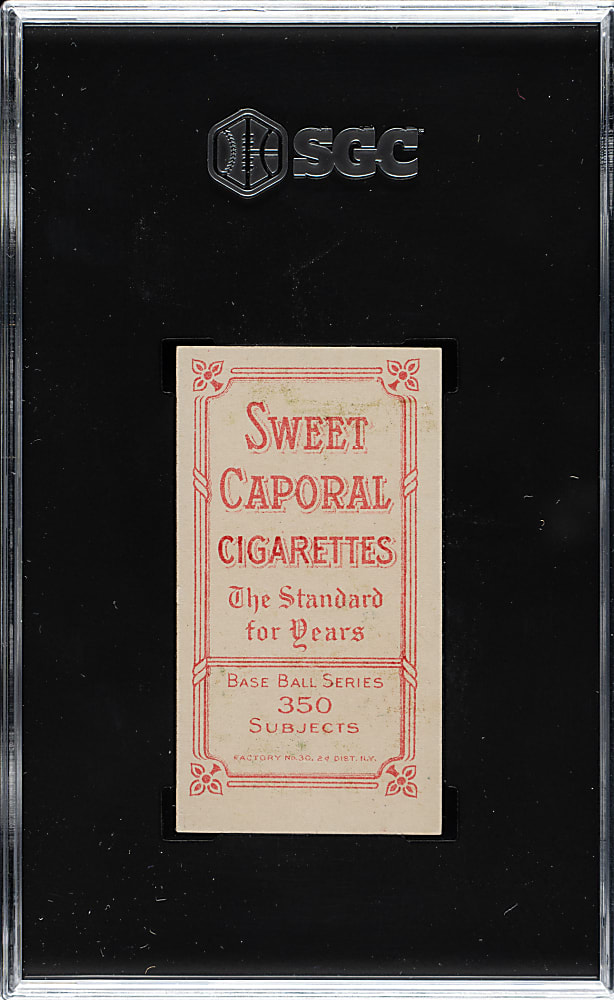 SGC
SWEET
CAPORAL
CIGARETTES
The Standard
for Years
BASE BALL SERIES
350
SUBJECTS
FACTORY NO. 30, 2D DIST. N.Y.